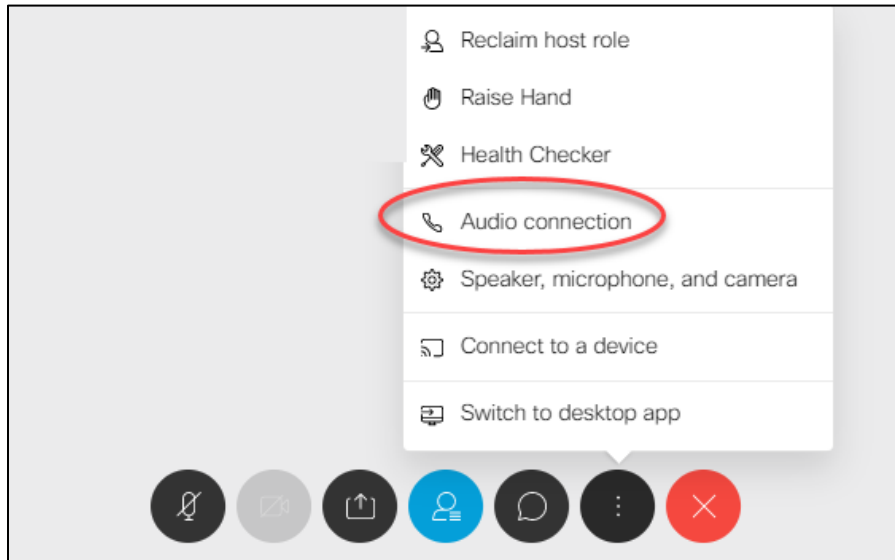 Reclaim host role
Raise Hand
Health Checker
Audio connection
Speaker, microphone, and camera
Connect to a device
Switch to desktop app